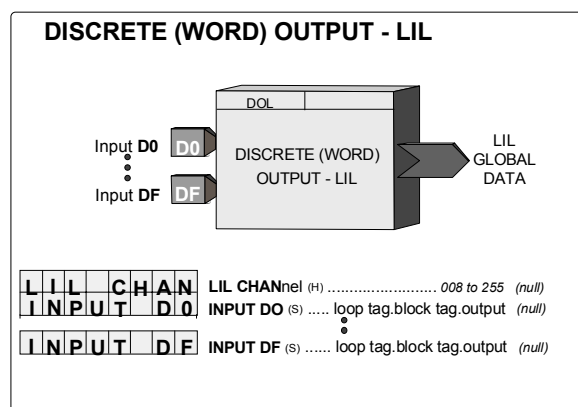 DISCRETE (WORD) OUTPUT - LIL
DOL
Input D0 D0
DISCRETE (WORD)
OUTPUT - LIL
Input DF DF
LIL
GLOBAL
DATA
LIL CHAN LIL CHANnel (H) ......................... 008 to 255 (null)
INPUT D0 INPUT DO (S) ..... loop tag.block tag.output (null)
INPUT DF INPUT DF (S) ...... loop tag.block tag.output (null)